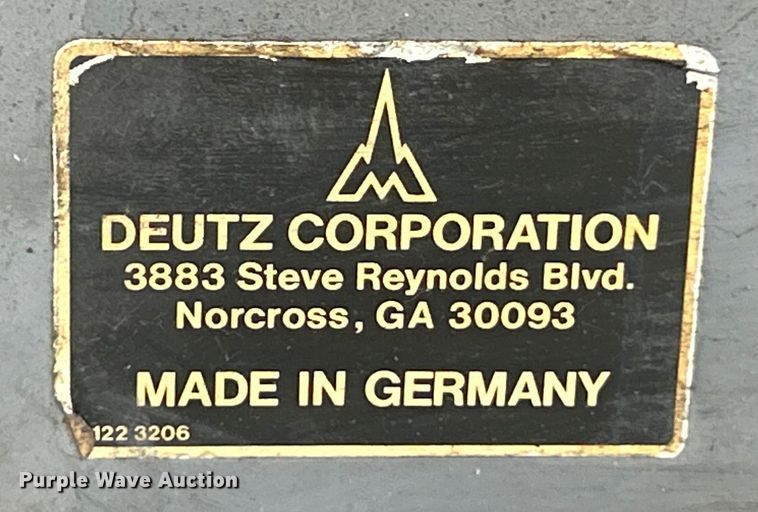 DEUTZ CORPORATION
3883 Steve Reynolds Blvd.
Norcross, GA 30093
MADE IN GERMANY
122 3206
Purple Wave Auction